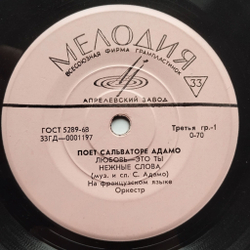 МЕЛОДИЯ
ВСЕСОЮЗНАЯ ФИРМА ГРАМПЛАСТИНОК
33
АПРЕЛЕВСКИЙ ЗАВОД
ГОСТ 5289-68
33ГД—0001197
Третья гр.-1
0-70
ПОЕТ САЛЬВАТОРЕ АДАМО
ЛЮБОВЬ—ЭТО ТЫ
НЕЖНЫЕ СЛОВА
(муз. и сл. С. Адамо)
На французском языке
Оркестр